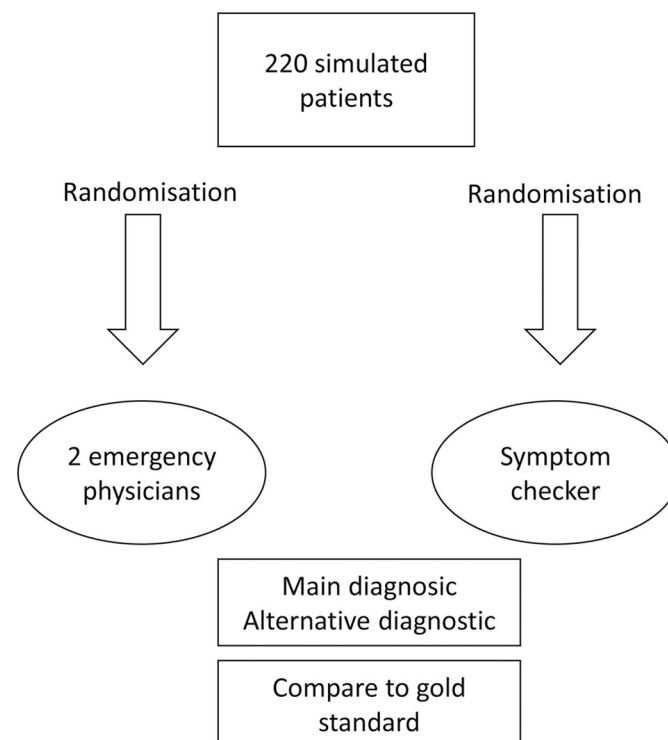 220 simulated
patients
Randomisation
Randomisation
2 emergency
physicians
Symptom
checker
Main diagnosic
Alternative diagnostic
Compare to gold
standard